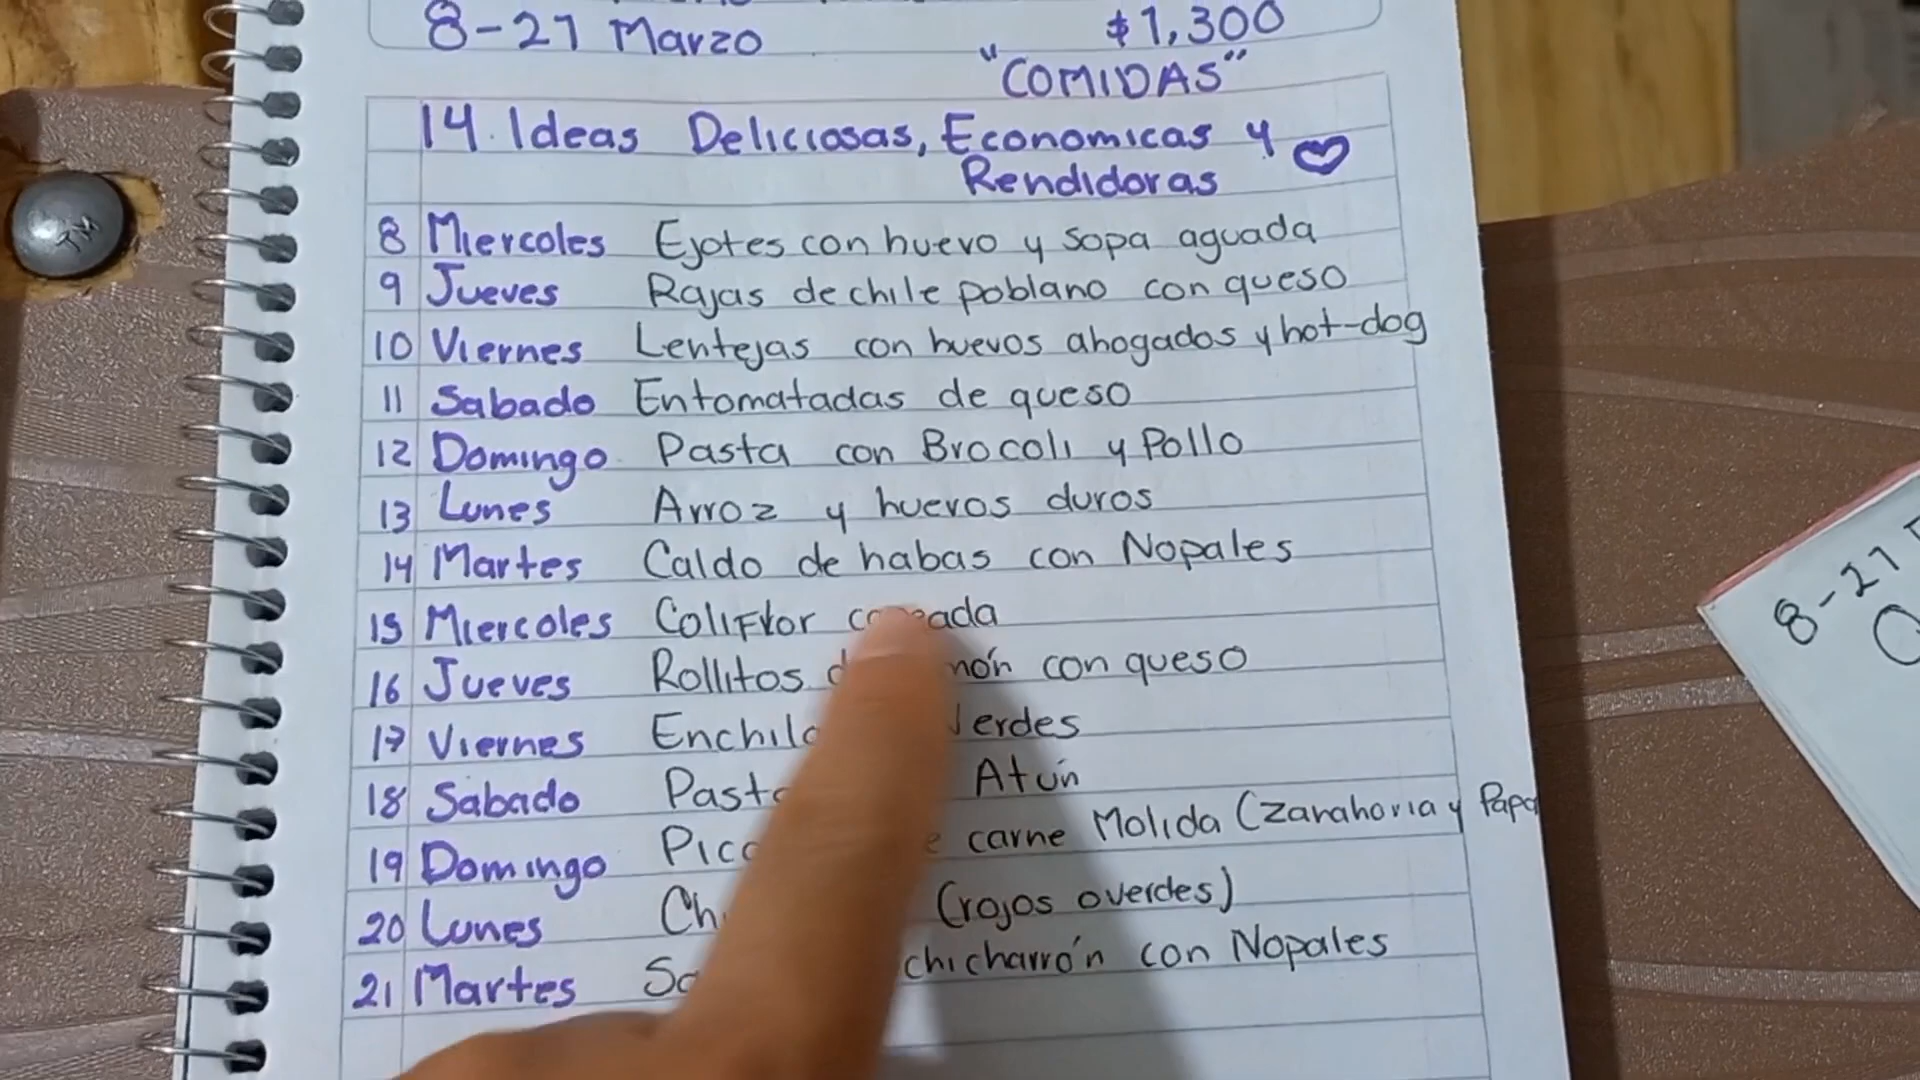 8-21 Marzo $1,300
"COMIDAS"
14. Ideas Deliciosas, Economicas y
Rendidoras
8 Miercoles Ejotes con huevo y sopa aguada
9 Jueves Rajas de chile poblano con queso
10 Viernes Lentejas con huevos ahogados y hot-dog
11 Sabado Entomatadas de queso
12 Domingo Pasta con Brocoli y Pollo
13 Lunes Arroz y huevos duros
14 Martes Caldo de habas con Nopales
15 Miercoles Coliflor
16 Jueves Rollitos con queso
17 Viernes Verdes
18 Sabado Atún
19 Domingo carne Molida (Zanahoria y Papa
20 Lunes (rojos o verdes)
21 Martes chicharrón con Nopales
8-21